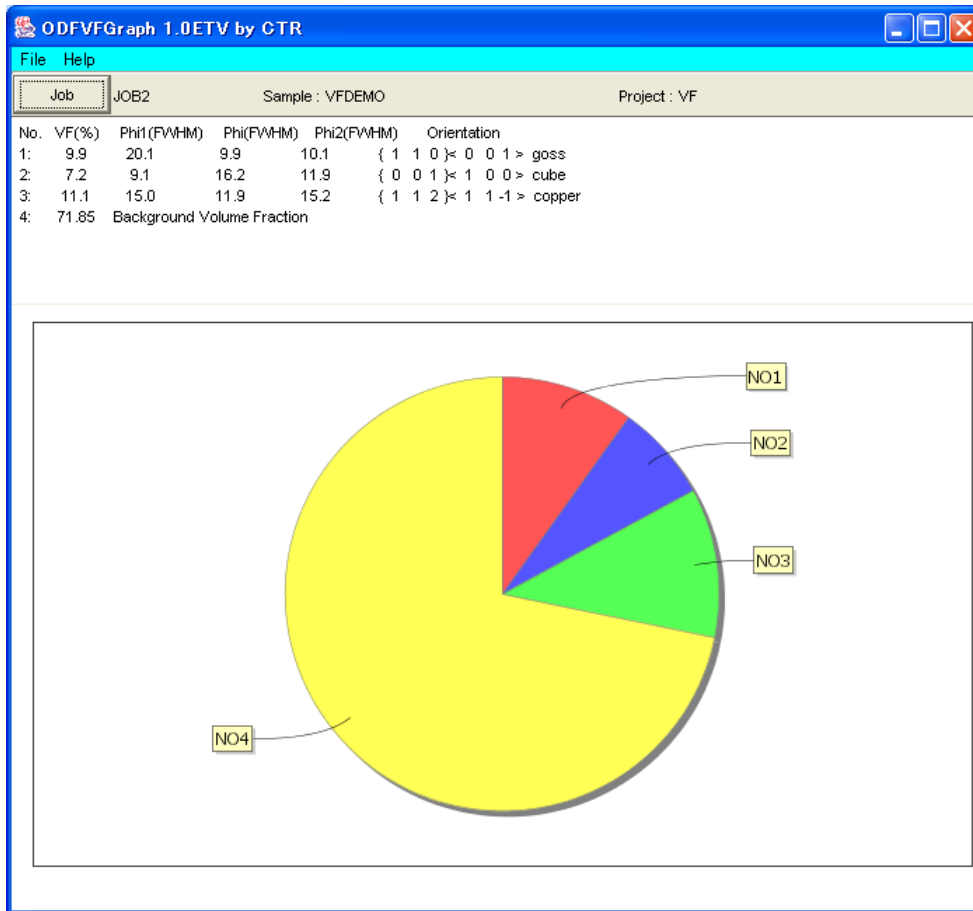 ODFVFGraph 1.0ETV by CTR
File Help
Job JOB2 Sample : VFDEMO Project : VF
No. VF(%) Phi1(FWHM) Phi(FWHM) Phi2(FWHM) Orientation
1: 9.9 20.1 9.9 10.1 { 1 1 0 }< 0 0 1 > goss
2: 7.2 9.1 16.2 11.9 { 0 0 1 }< 1 0 0 > cube
3: 11.1 15.0 11.9 15.2 { 1 1 2 }< 1 1 -1 > copper
4: 71.85 Background Volume Fraction
NO1
NO2
NO3
NO4